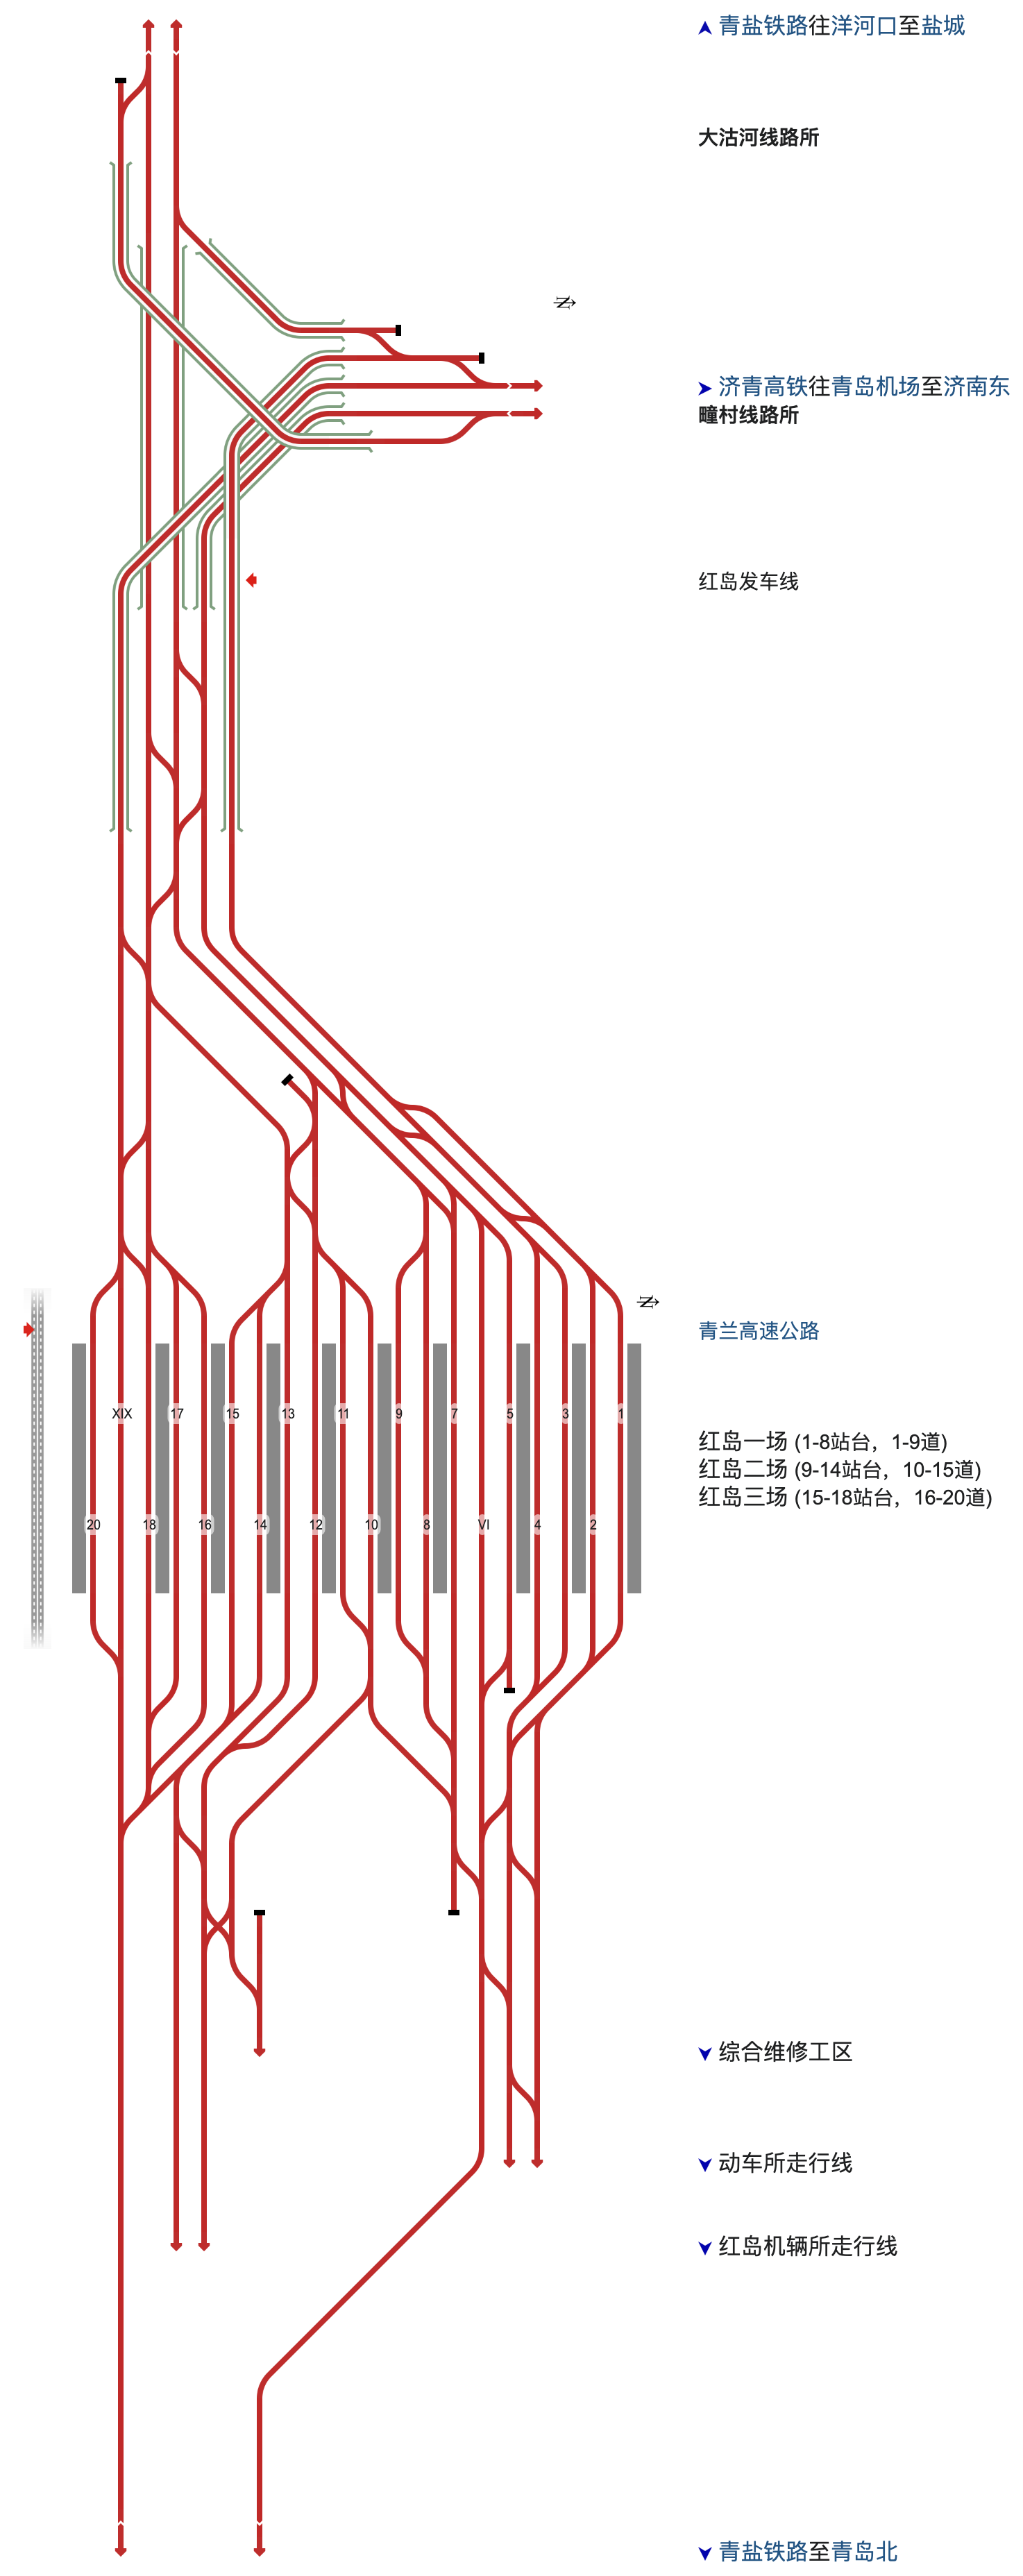 青盐铁路往洋河口至盐城
大沽河线路所
N
济青高铁往青岛机场至济南东
疃村线路所
红岛发车线
N
青兰高速公路
XIX 17 15 13 11 9 7 5 3 1
红岛一场 (1-8站台，1-9道)
红岛二场 (9-14站台，10-15道)
红岛三场 (15-18站台，16-20道)
20 18 16 14 12 10 8 VI 4 2
综合维修工区
动车所走行线
红岛机辆所走行线
青盐铁路至青岛北